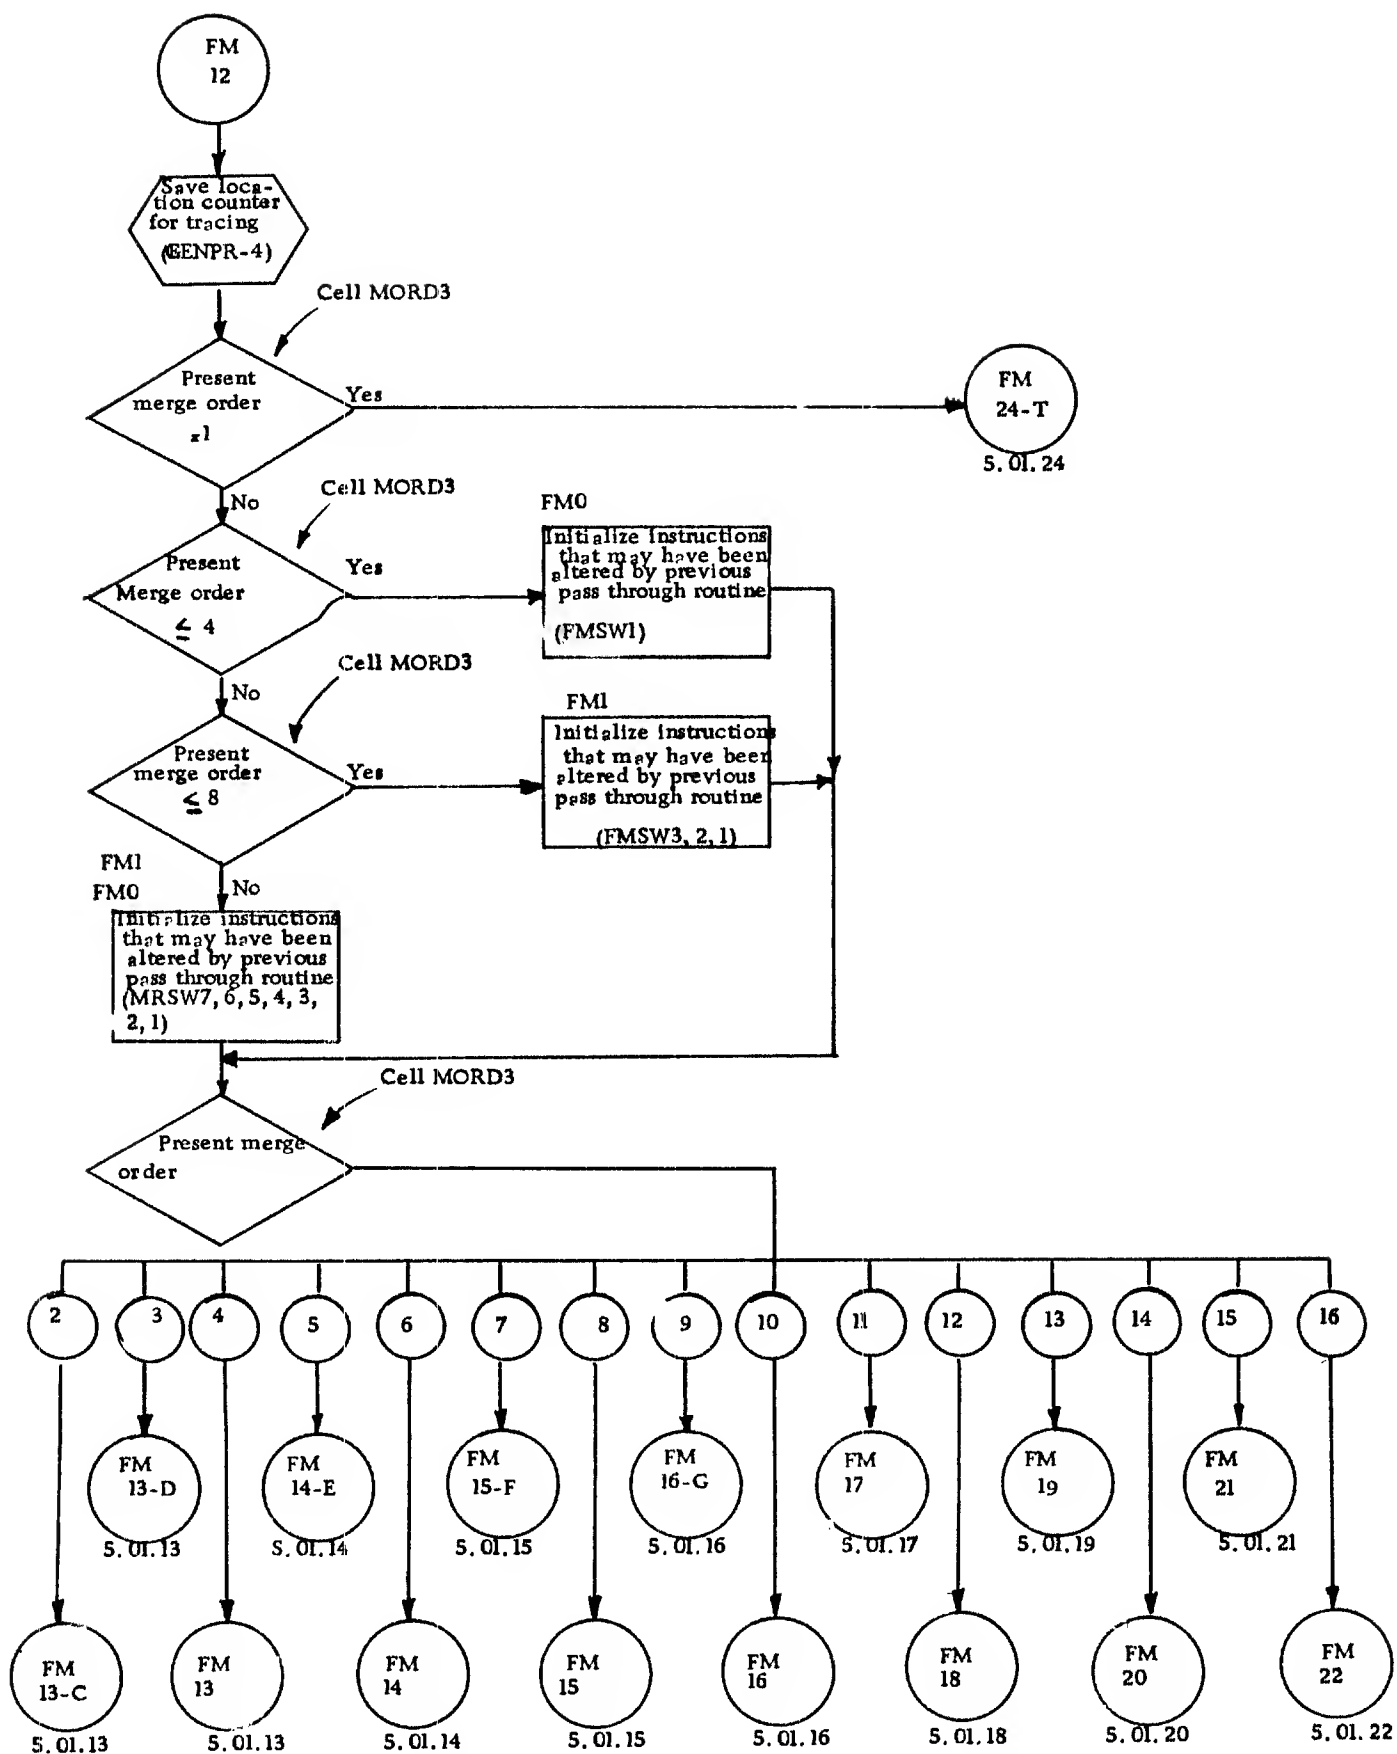 FM
12
Save loca-
tion counter
for tracing
(GENPR-4)
Cell MORD3
Present
merge order
=1
Yes
FM
24-T
5.01.24
No
Cell MORD3
Present
Merge order
≤ 4
Yes
FM0
Initialize instructions
that may have been
altered by previous
pass through routine
(FMSW1)
No
Cell MORD3
Present
merge order
≤ 8
Yes
FM1
Initialize instructions
that may have been
altered by previous
pass through routine
(FMSW3, 2, 1)
FM1
FM0
No
Initialize instructions
that may have been
altered by previous
pass through routine
(MRSW7, 6, 5, 4, 3,
2, 1)
Cell MORD3
Present merge
order
2 3 4 5 6 7 8 9 10 11 12 13 14 15 16
FM
13-D
5.01.13
FM
14-E
5.01.14
FM
15-F
5.01.15
FM
16-G
5.01.16
FM
17
5.01.17
FM
19
5.01.19
FM
21
5.01.21
FM
13-C
5.01.13
FM
13
5.01.13
FM
14
5.01.14
FM
15
5.01.15
FM
16
5.01.16
FM
18
5.01.18
FM
20
5.01.20
FM
22
5.01.22